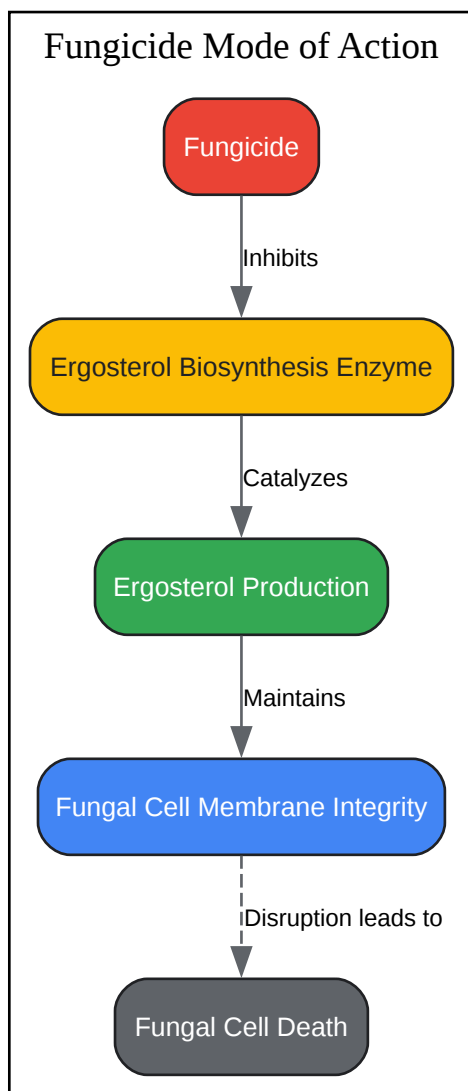 Fungicide Mode of Action
Fungicide
Inhibits
Ergosterol Biosynthesis Enzyme
Catalyzes
Ergosterol Production
Maintains
Fungal Cell Membrane Integrity
Disruption leads to
Fungal Cell Death